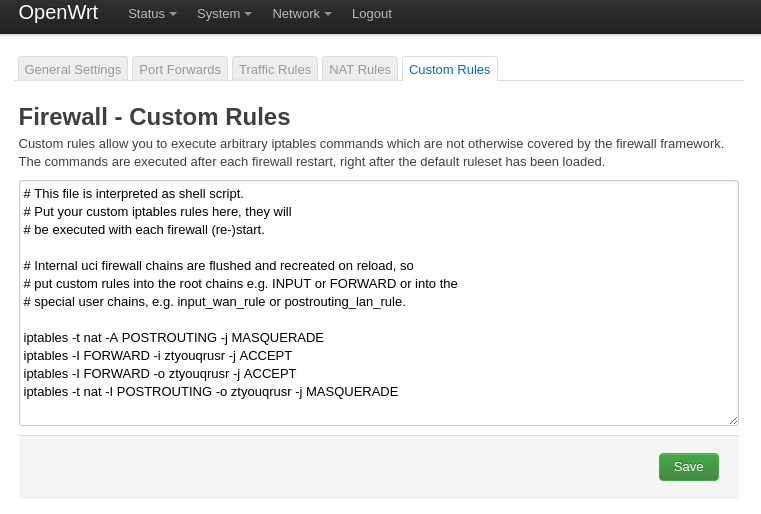 OpenWrt Status System Network Logout
General Settings Port Forwards Traffic Rules NAT Rules Custom Rules
Firewall - Custom Rules
Custom rules allow you to execute arbitrary iptables commands which are not otherwise covered by the firewall framework.
The commands are executed after each firewall restart, right after the default ruleset has been loaded.
# This file is interpreted as shell script.
# Put your custom iptables rules here, they will
# be executed with each firewall (re-)start.
# Internal uci firewall chains are flushed and recreated on reload, so
# put custom rules into the root chains e.g. INPUT or FORWARD or into the
# special user chains, e.g. input_wan_rule or postrouting_lan_rule.
iptables -t nat -A POSTROUTING -j MASQUERADE
iptables -I FORWARD -i ztyouqrusr -j ACCEPT
iptables -I FORWARD -o ztyouqrusr -j ACCEPT
iptables -t nat -I POSTROUTING -o ztyouqrusr -j MASQUERADE
Save